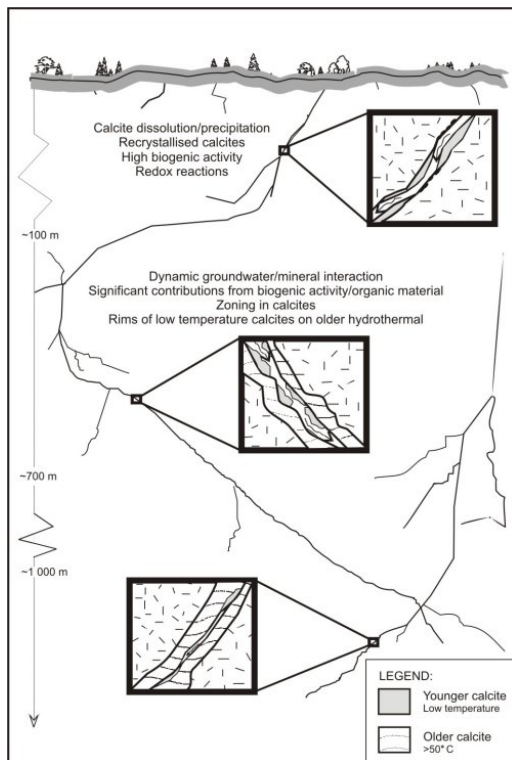 Calcite dissolution/precipitation
Recrystallised calcites
High biogenic activity
Redox reactions
~100 m
Dynamic groundwater/mineral interaction
Significant contributions from biogenic activity/organic material
Zoning in calcites
Rims of low temperature calcites on older hydrothermal
~700 m
~1 000 m
LEGEND:
Younger calcite
Low temperature
Older calcite
>50° C